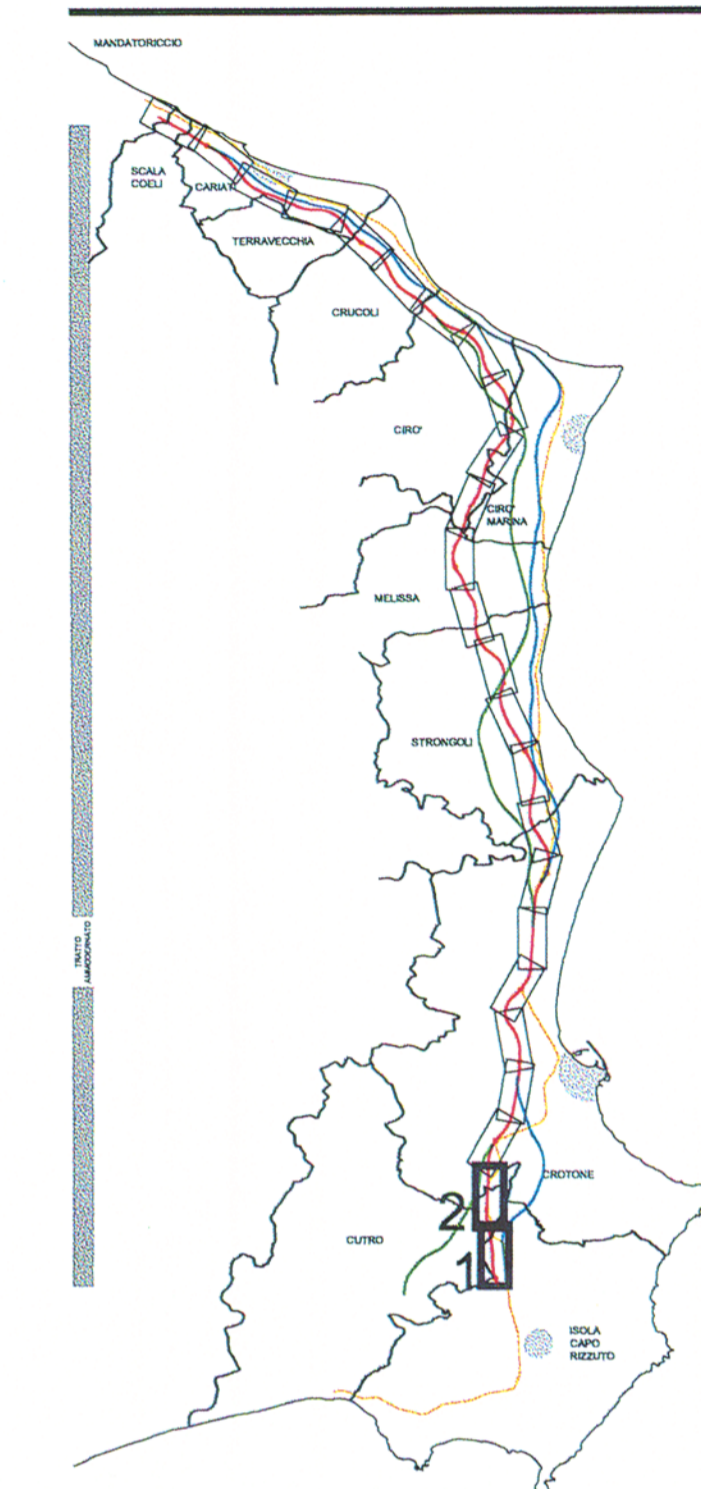 MANDATORICCIO
SCALA
COELI
CARIATI
TERRAVECCHIA
CRUCOLI
CIRO'
CIRO'
MARINA
MELISSA
STRONGOLI
TRATTO
AMMODERNATO
CROTONE
2
CUTRO
1
ISOLA
CAPO
RIZZUTO